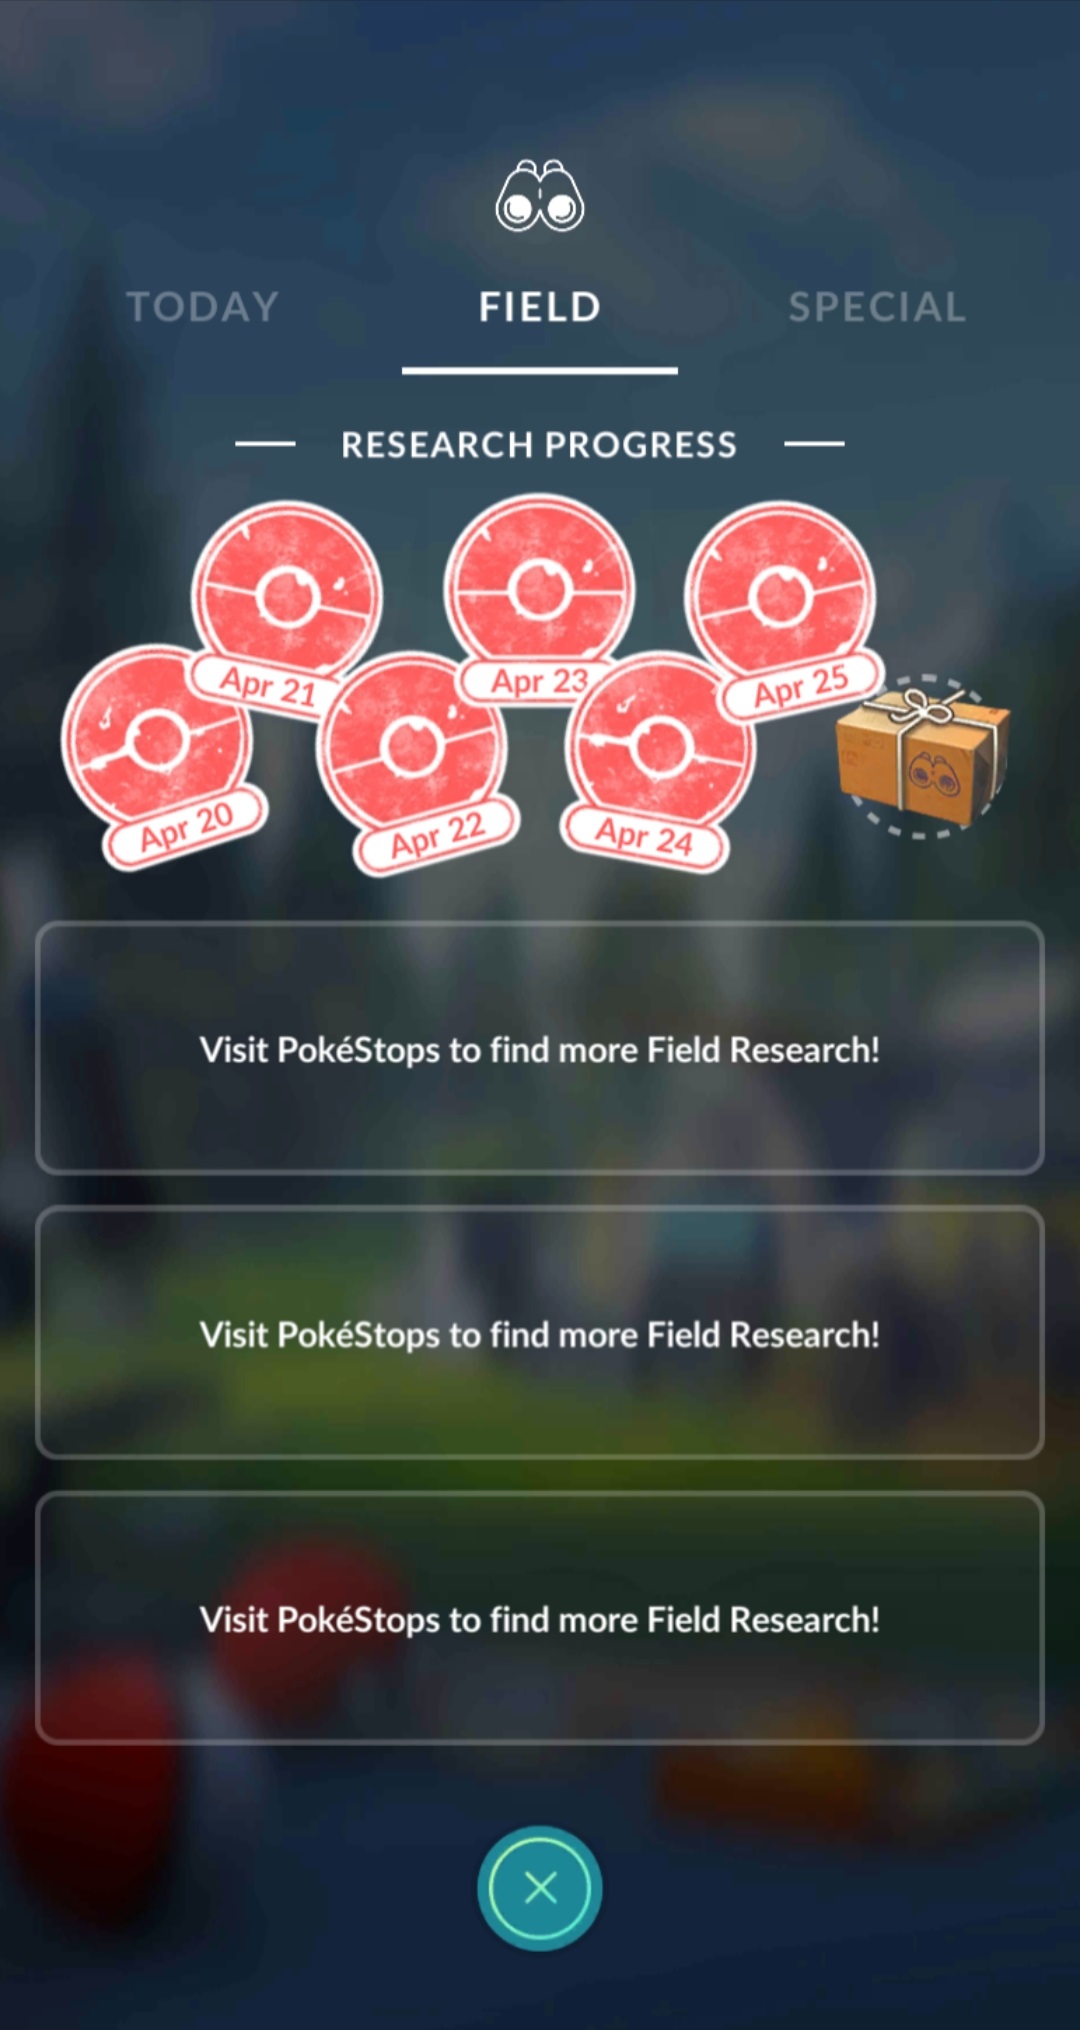 TODAY
FIELD
SPECIAL
RESEARCH PROGRESS
Apr 21
Apr 23
Apr 25
Apr 20
Apr 22
Apr 24
Visit PokéStops to find more Field Research!
Visit PokéStops to find more Field Research!
Visit PokéStops to find more Field Research!